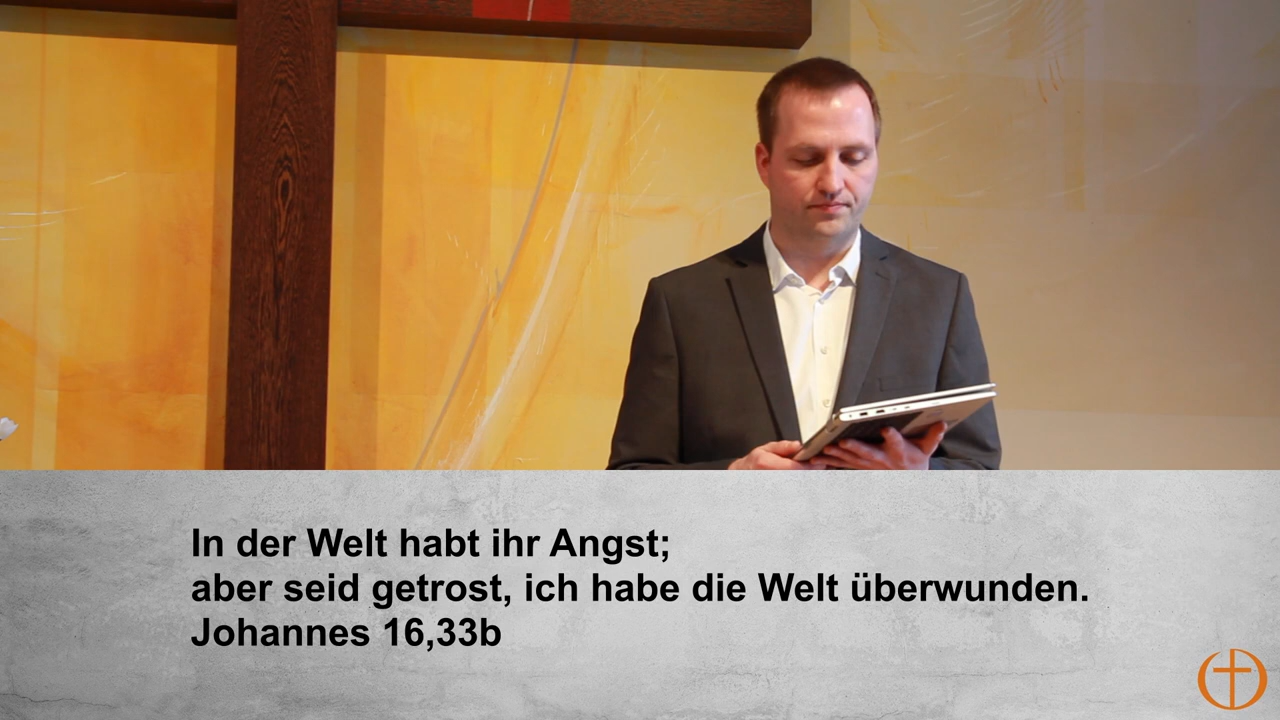 In der Welt habt ihr Angst;
aber seid getrost, ich habe die Welt überwunden.
Johannes 16,33b